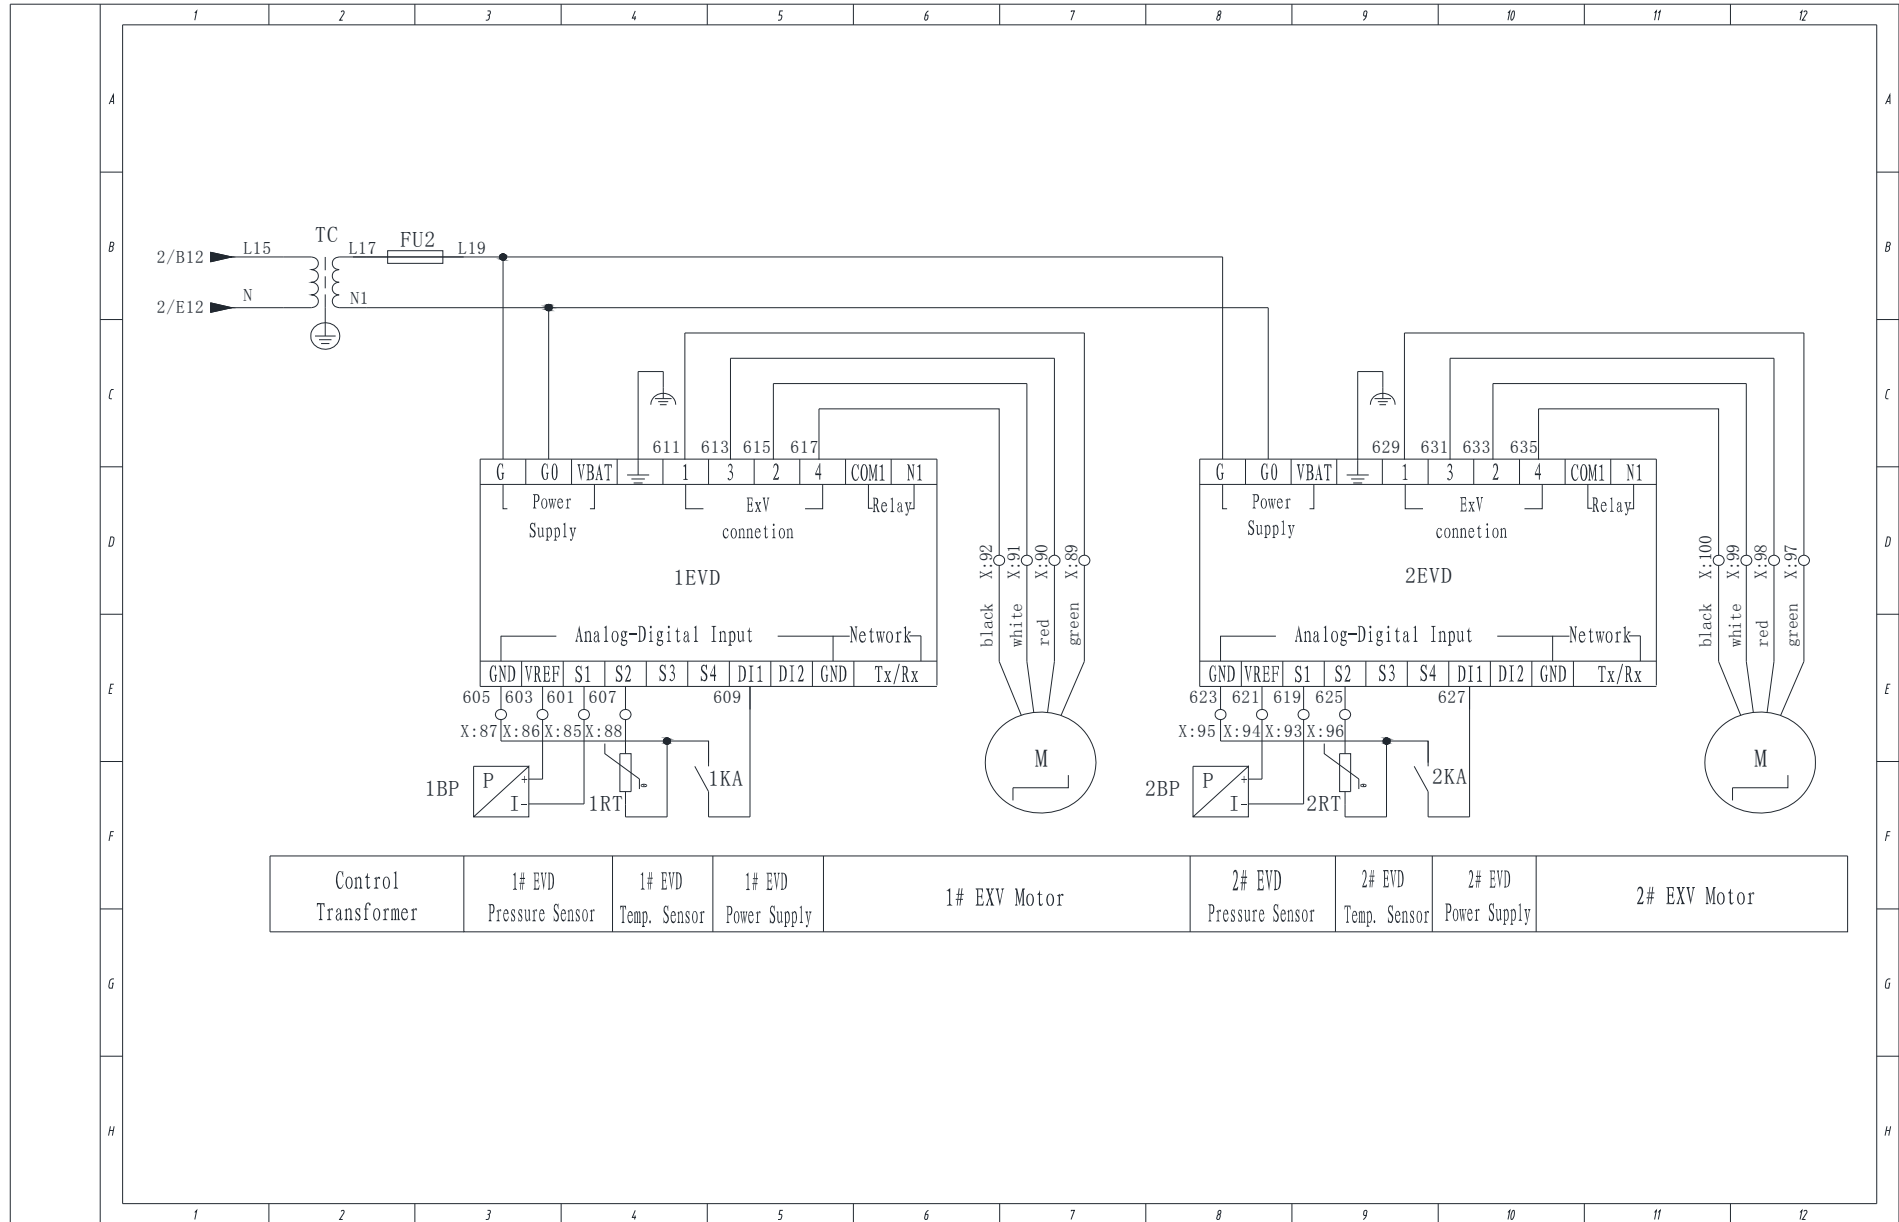 1 2 3 4 5 6 7 8 9 10 11 12
A A
B B
C C
D D
E E
F F
G G
H H
TC
2/B12 L15 L17 FU2 L19
2/E12 N N1
611 613 615 617
G G0 VBAT 1 3 2 4 COM1 N1
Power
Supply
ExV
connetion
Relay
1EVD
Analog-Digital Input
Network
GND VREF S1 S2 S3 S4 DI1 DI2 GND Tx/Rx
605 603 601 607 609
X:87 X:86 X:85 X:88
1BP
P
+
I-
1RT
θ
1KA
X:92 X:91 X:90 X:89
black white red green
M
629 631 633 635
G G0 VBAT 1 3 2 4 COM1 N1
Power
Supply
ExV
connetion
Relay
2EVD
Analog-Digital Input
Network
GND VREF S1 S2 S3 S4 DI1 DI2 GND Tx/Rx
623 621 619 625 627
X:95 X:94 X:93 X:96
2BP
P
+
I-
2RT
θ
2KA
X:100 X:99 X:98 X:97
black white red green
M
Control
Transformer
1# EVD
Pressure Sensor
1# EVD
Temp. Sensor
1# EVD
Power Supply
1# EXV Motor
2# EVD
Pressure Sensor
2# EVD
Temp. Sensor
2# EVD
Power Supply
2# EXV Motor
1 2 3 4 5 6 7 8 9 10 11 12